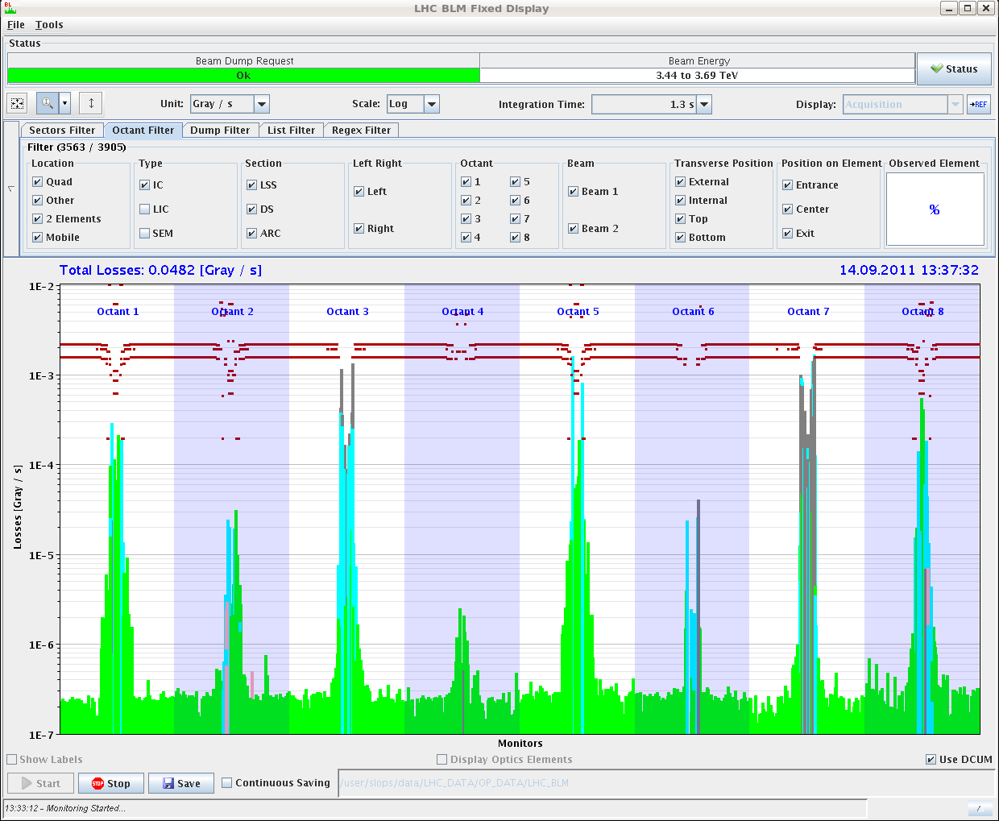 BL
LHC BLM Fixed Display
File Tools
Status
Beam Dump Request Beam Energy
Ok 3.44 to 3.69 TeV
Status
Unit: Gray / s Scale: Log Integration Time: 1.3 s Display: Acquisition REF
Sectors Filter Octant Filter Dump Filter List Filter Regex Filter
Filter (3563 / 3905)
Location Type Section Left Right Octant Beam Transverse Position Position on Element Observed Element
Quad
Other
2 Elements
Mobile
IC
LIC
SEM
LSS
DS
ARC
Left
Right
1 5
2 6
3 7
4 8
Beam 1
Beam 2
External
Internal
Top
Bottom
Entrance
Center
Exit
%
Total Losses: 0.0482 [Gray / s] 14.09.2011 13:37:32
1E-2
Octant 1 Octant 2 Octant 3 Octant 4 Octant 5 Octant 6 Octant 7 Octant 8
1E-3
1E-4
1E-5
1E-6
1E-7
Losses [Gray / s]
Monitors
Show Labels Display Optics Elements Use DCUM
Start STOP Stop Save Continuous Saving /user/slops/data/LHC_DATA/OP_DATA/LHC_BLM
13:33:12 - Monitoring Started...